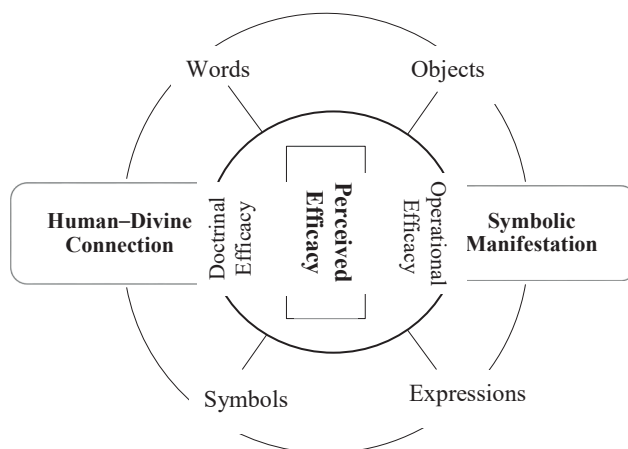 Words
Objects
Human–Divine
Connection
Doctrinal
Efficacy
Perceived
Efficacy
Operational
Efficacy
Symbolic
Manifestation
Symbols
Expressions